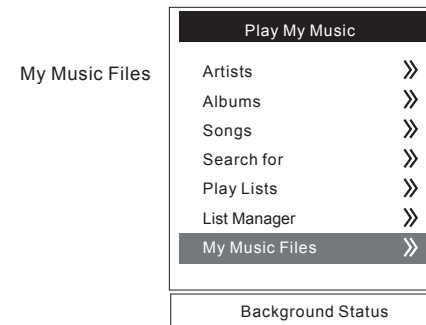 Play My Music
My Music Files
Artists
Albums
Songs
Search for
Play Lists
List Manager
My Music Files
Background Status